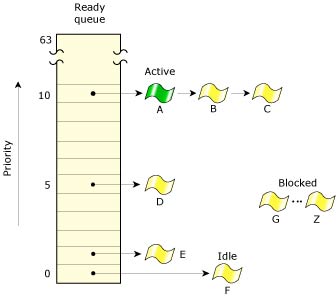 Ready
queue
63
Active
10
A
B
C
Priority
5
D
Blocked
G
Z
E
Idle
0
F